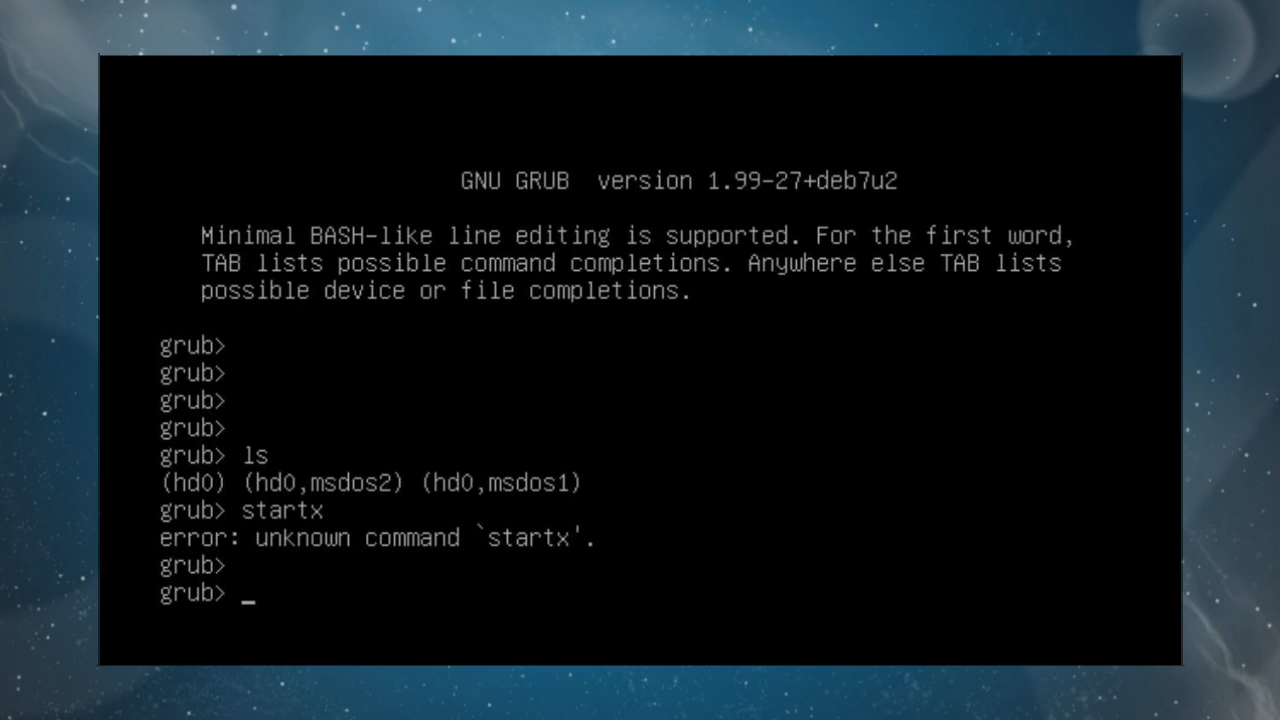 GNU GRUB  version 1.99-27+deb7u2
Minimal BASH-like line editing is supported. For the first word,
TAB lists possible command completions. Anywhere else TAB lists
possible device or file completions.
grub>
grub>
grub>
grub>
grub> ls
(hd0) (hd0,msdos2) (hd0,msdos1)
grub> startx
error: unknown command `startx'.
grub>
grub> _